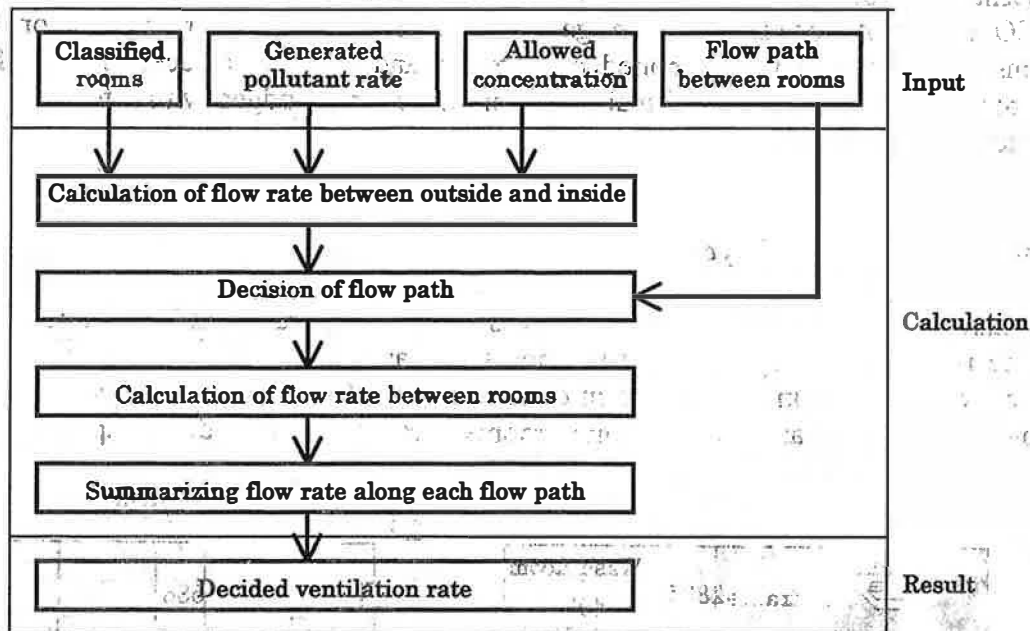 Classified
rooms
Generated
pollutant rate
Allowed
concentration
Flow path
between rooms
Input
Calculation of flow rate between outside and inside
Decision of flow path
Calculation
Calculation of flow rate between rooms
Summarizing flow rate along each flow path
Decided ventilation rate
Result